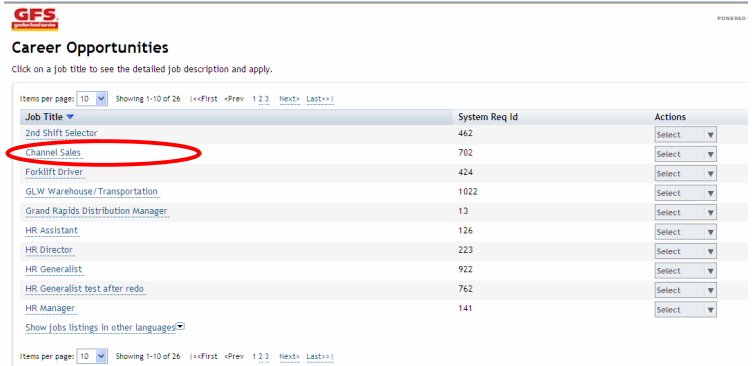 GFS.
gordon food service
POWERED
Career Opportunities
Click on a job title to see the detailed job description and apply.
Items per page: 10 Showing 1-10 of 26 |<<First <Prev 1 2 3 Next> Last>>|
Job Title System Req Id Actions
2nd Shift Selector 462 Select
Channel Sales 702 Select
Forklift Driver 424 Select
GLW Warehouse/Transportation 1022 Select
Grand Rapids Distribution Manager 13 Select
HR Assistant 126 Select
HR Director 223 Select
HR Generalist 922 Select
HR Generalist test after redo 762 Select
HR Manager 141 Select
Show jobs listings in other languages
Items per page: 10 Showing 1-10 of 26 |<<First <Prev 1 2 3 Next> Last>>|